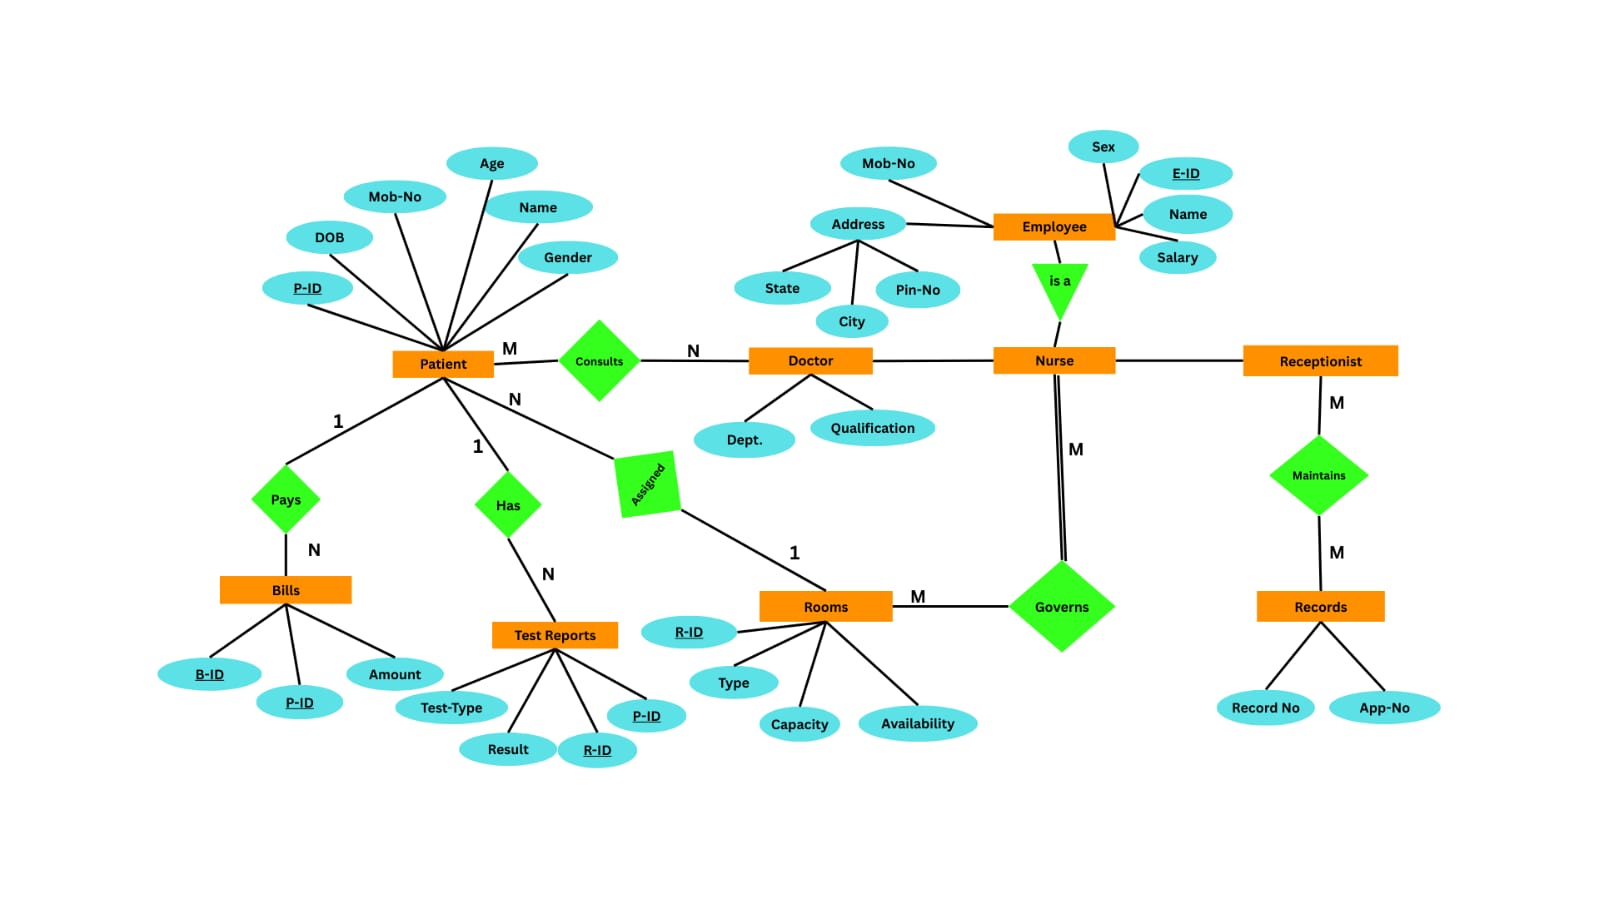 Sex
Age
Mob-No
E-ID
Mob-No
Name
Name
Address
Employee
DOB
Gender
Salary
P-ID
State
Pin-No
is a
City
M
N
Patient
Consults
Doctor
Nurse
Receptionist
N
M
1
Dept.
Qualification
1
M
Assigned
Maintains
Pays
Has
N
1
M
N
Bills
Rooms
M
Governs
Records
Test Reports
R-ID
B-ID
Amount
Type
P-ID
Test-Type
P-ID
Capacity
Availability
Record No
App-No
Result
R-ID